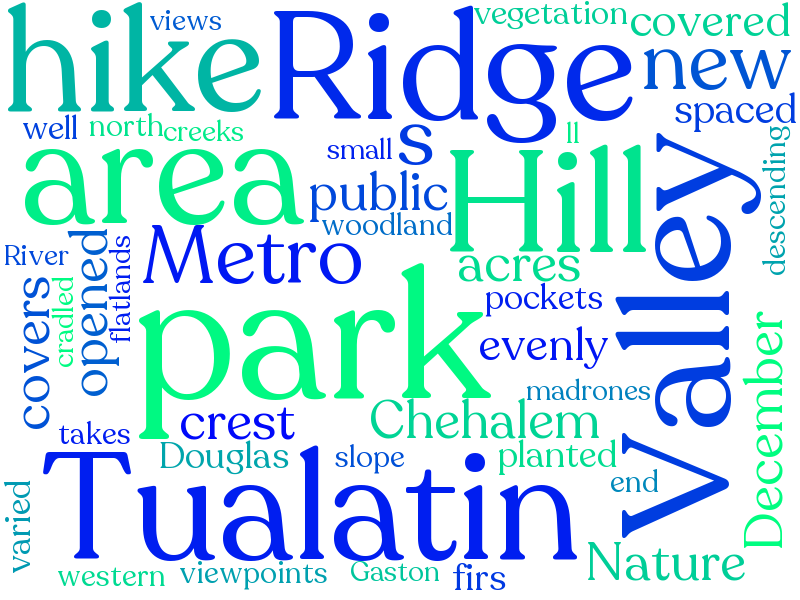 views
vegetation
covered
hike
Ridge
new
spaced
well
north
creeks
small
s
ll
area
public
Hill
descending
woodland
Valley
River
Metro
acres
cradled
opened
flatlands
covers
pockets
park
evenly
December
madrones
takes
crest
Chehalem
Douglas
slope
planted
end
Tualatin
varied
western
viewpoints
Gaston
firs
Nature